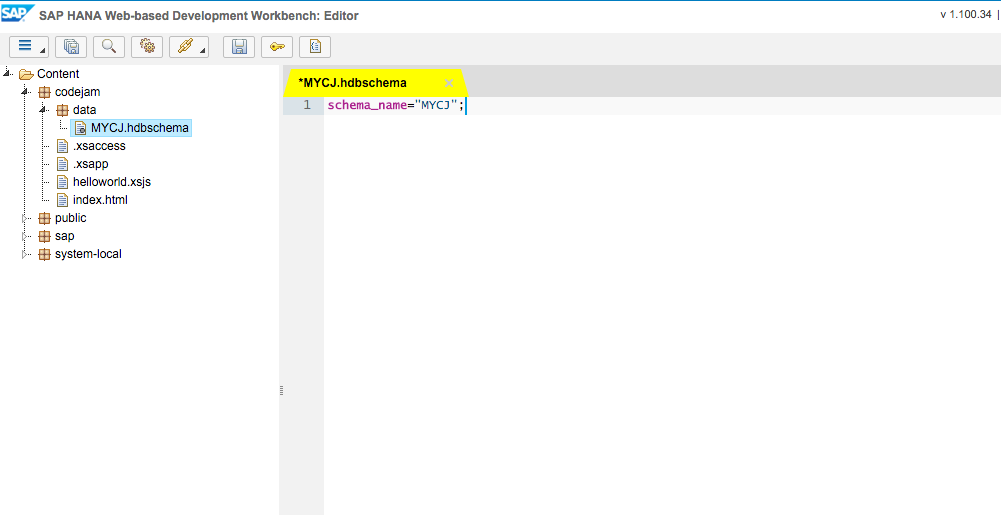 SAP SAP HANA Web-based Development Workbench: Editor v 1.100.34 |
Content
codejam
data
MYCJ.hdbschema
.xsaccess
.xsapp
helloworld.xsjs
index.html
public
sap
system-local
*MYCJ.hdbschema
1 schema_name="MYCJ";